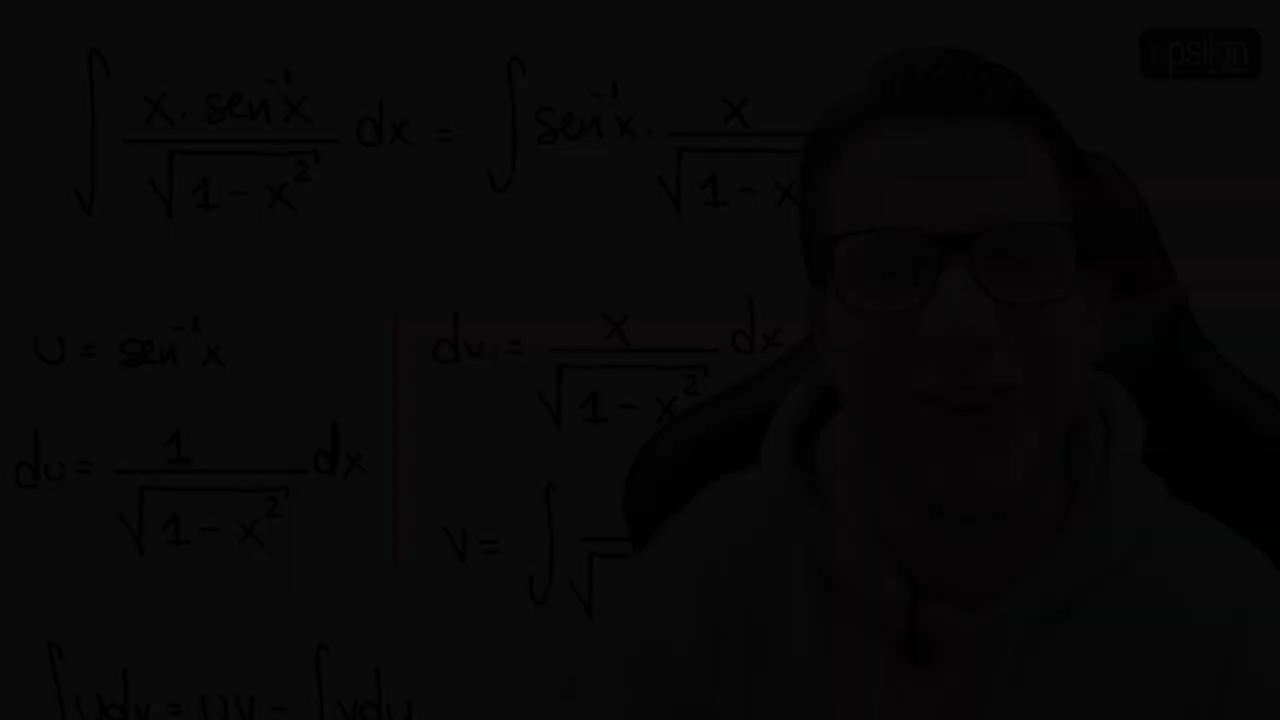 epsilon
∫ x·sen⁻¹x / √(1-x²) dx = ∫ sen⁻¹x · x / √(1-x
u = sen⁻¹x dv = x / √(1-x²) dx
du = 1 / √(1-x²) dx v = ∫ √
∫udv = uv - ∫vdu